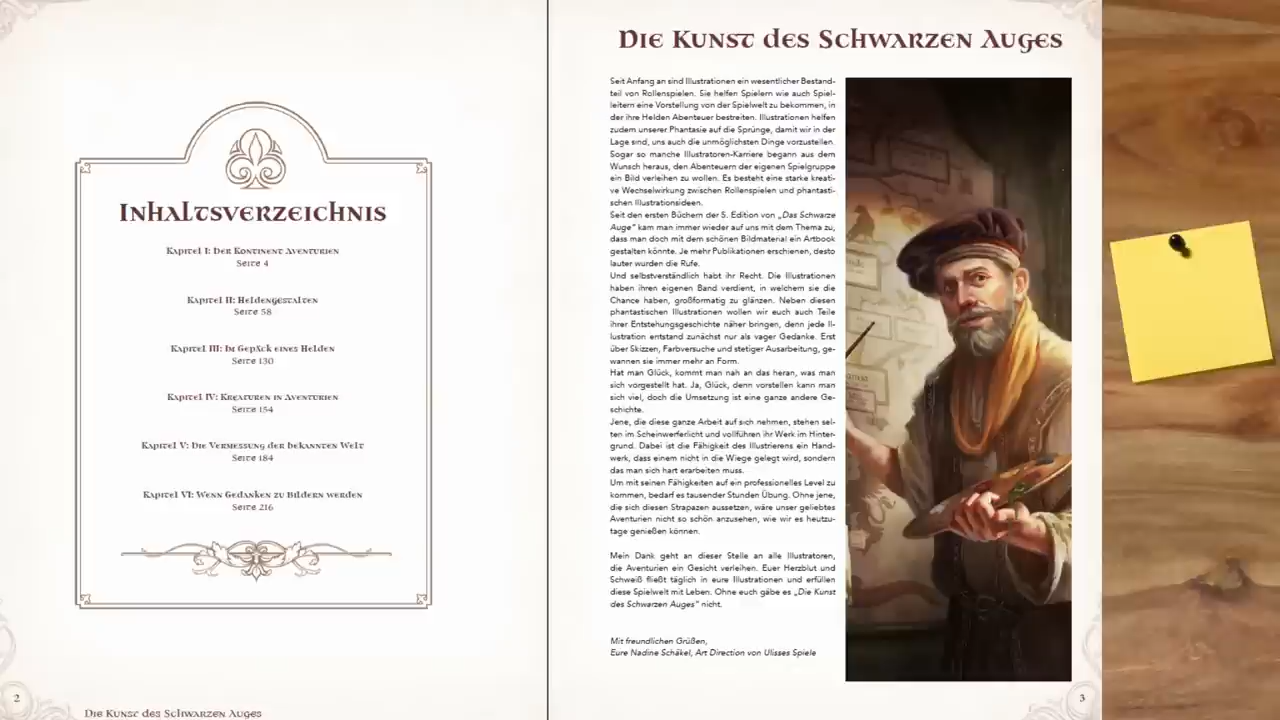 Inhaltsverzeichnis
Kapitel I: Der Kontinent Aventurien
Seite 4
Kapitel II: Heldengestalten
Seite 58
Kapitel III: Im Gepäck eines Helden
Seite 130
Kapitel IV: Kreaturen in Aventurien
Seite 154
Kapitel V: Die Vermessung der bekannten Welt
Seite 184
Kapitel VI: Wenn Gedanken zu Bildern werden
Seite 216
2
Die Kunst des Schwarzen Auges
Die Kunst des Schwarzen Auges
Seit Anfang an sind Illustrationen ein wesentlicher Bestand-
teil von Rollenspielen. Sie helfen Spielern wie auch Spiel-
leitern eine Vorstellung von der Spielwelt zu bekommen, in
der ihre Helden Abenteuer bestreiten. Illustrationen helfen
zudem unserer Phantasie auf die Sprünge, damit wir in der
Lage sind, uns auch die unmöglichsten Dinge vorzustellen.
Sogar so manche Illustratoren-Karriere begann aus dem
Wunsch heraus, den Abenteuern der eigenen Spielgruppe
ein Bild verleihen zu wollen. Es besteht eine starke kreati-
ve Wechselwirkung zwischen Rollenspielen und phantasti-
schen Illustrationsideen.
Seit den ersten Büchern der 5. Edition von „Das Schwarze
Auge“ kam man immer wieder auf uns mit dem Thema zu,
dass man doch mit dem schönen Bildmaterial ein Artbook
gestalten könnte. Je mehr Publikationen erschienen, desto
lauter wurden die Rufe.
Und selbstverständlich habt ihr Recht. Die Illustrationen
haben ihren eigenen Band verdient, in welchem sie die
Chance haben, großformatig zu glänzen. Neben diesen
phantastischen Illustrationen wollen wir euch auch Teile
ihrer Entstehungsgeschichte näher bringen, denn jede Il-
lustration entstand zunächst nur als vager Gedanke. Erst
über Skizzen, Farbversuche und stetiger Ausarbeitung, ge-
wannen sie immer mehr an Form.
Hat man Glück, kommt man nah an das heran, was man
sich vorgestellt hat. Ja, Glück, denn vorstellen kann man
sich viel, doch die Umsetzung ist eine ganze andere Ge-
schichte.
Jene, die diese ganze Arbeit auf sich nehmen, stehen sel-
ten im Scheinwerferlicht und vollführen ihr Werk im Hinter-
grund. Dabei ist die Fähigkeit des Illustrierens ein Hand-
werk, dass einem nicht in die Wiege gelegt wird, sondern
das man sich hart erarbeiten muss.
Um mit seinen Fähigkeiten auf ein professionelles Level zu
kommen, bedarf es tausender Stunden Übung. Ohne jene,
die sich diesen Strapazen aussetzen, wäre unser geliebtes
Aventurien nicht so schön anzusehen, wie wir es heutzu-
tage genießen können.
Mein Dank geht an dieser Stelle an alle Illustratoren,
die Aventurien ein Gesicht verleihen. Euer Herzblut und
Schweiß fließt täglich in eure Illustrationen und erfüllen
diese Spielwelt mit Leben. Ohne euch gäbe es „Die Kunst
des Schwarzen Auges“ nicht.
Mit freundlichen Grüßen,
Eure Nadine Schäkel, Art Direction von Ulisses Spiele
3